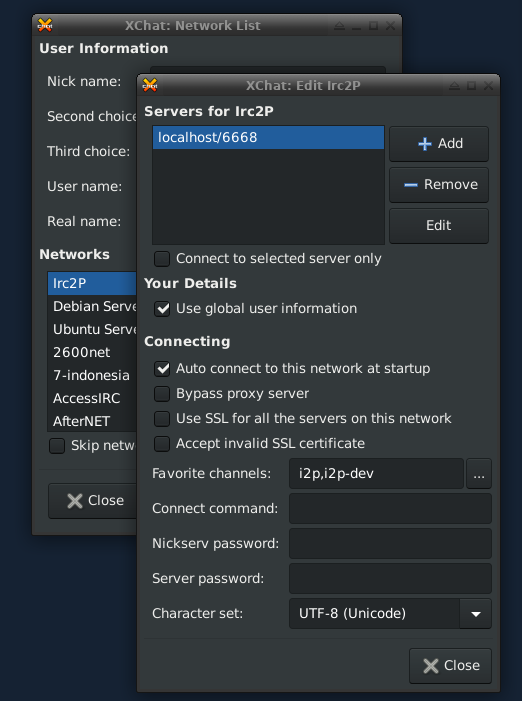 XChat: Network List
User Information
Nick name:
Second choice
Third choice:
User name:
Real name:
Networks
Irc2P
Debian Serve
Ubuntu Serve
2600net
7-indonesia
AccessIRC
AfterNET
Skip netw
Close
XChat: Edit Irc2P
Servers for Irc2P
localhost/6668
Add
Remove
Edit
Connect to selected server only
Your Details
Use global user information
Connecting
Auto connect to this network at startup
Bypass proxy server
Use SSL for all the servers on this network
Accept invalid SSL certificate
Favorite channels: i2p,i2p-dev ...
Connect command:
Nickserv password:
Server password:
Character set: UTF-8 (Unicode)
Close